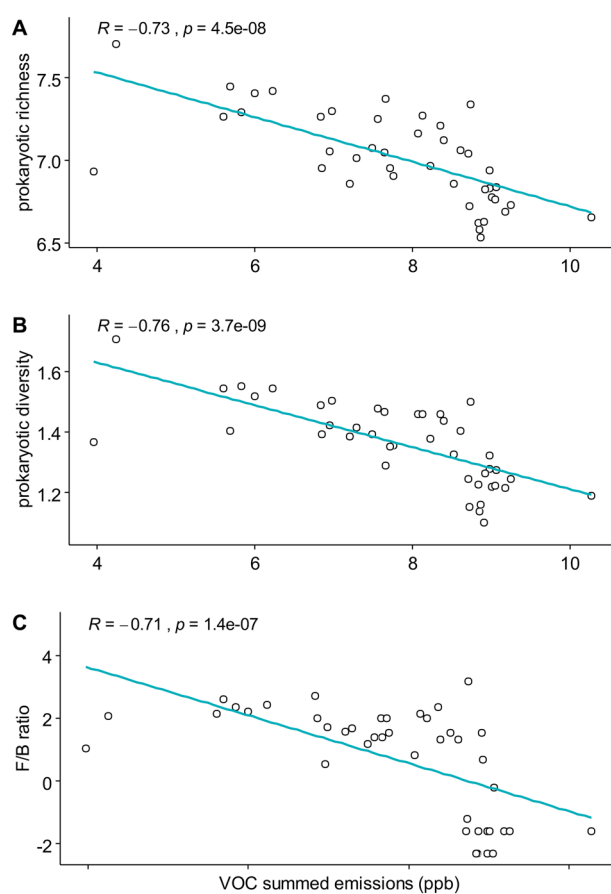 A
R = −0.73 , p = 4.5e-08
prokaryotic richness
7.5
7.0
6.5
4 6 8 10
B
R = −0.76 , p = 3.7e-09
prokaryotic diversity
1.6
1.4
1.2
4 6 8 10
C
R = −0.71 , p = 1.4e-07
F/B ratio
4
2
0
-2
VOC summed emissions (ppb)